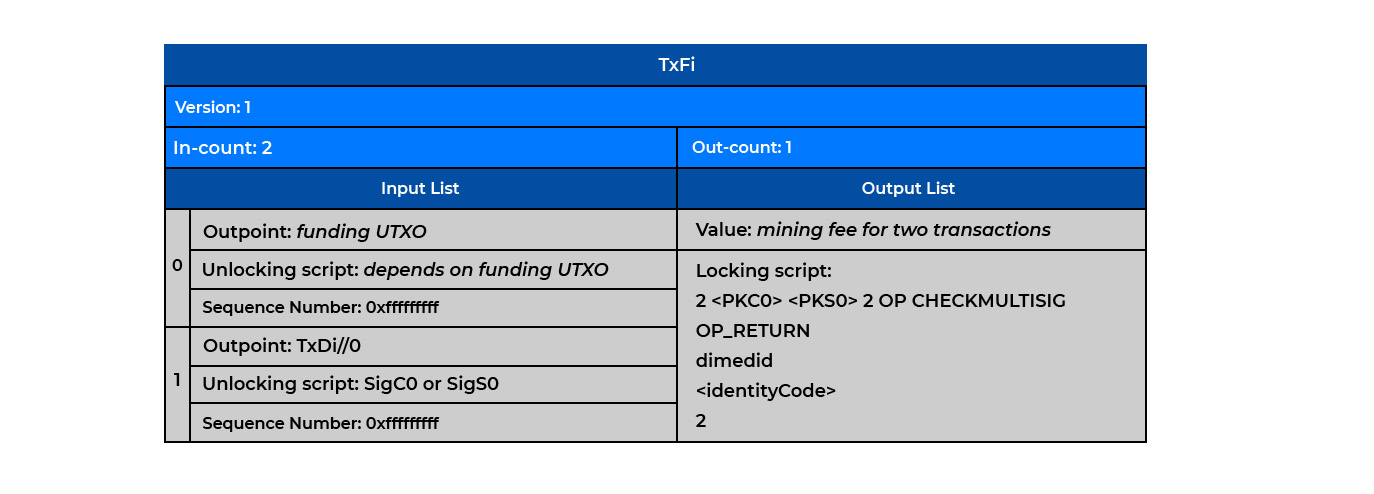 TxFi
Version: 1
In-count: 2
Out-count: 1
Input List
Output List
0
Outpoint: funding UTXO
Unlocking script: depends on funding UTXO
Sequence Number: 0xfffffffff
1
Outpoint: TxDi//0
Unlocking script: SigC0 or SigS0
Sequence Number: 0xfffffffff
Value: mining fee for two transactions
Locking script:
2 <PKC0> <PKS0> 2 OP CHECKMULTISIG
OP_RETURN
dimedid
<identityCode>
2